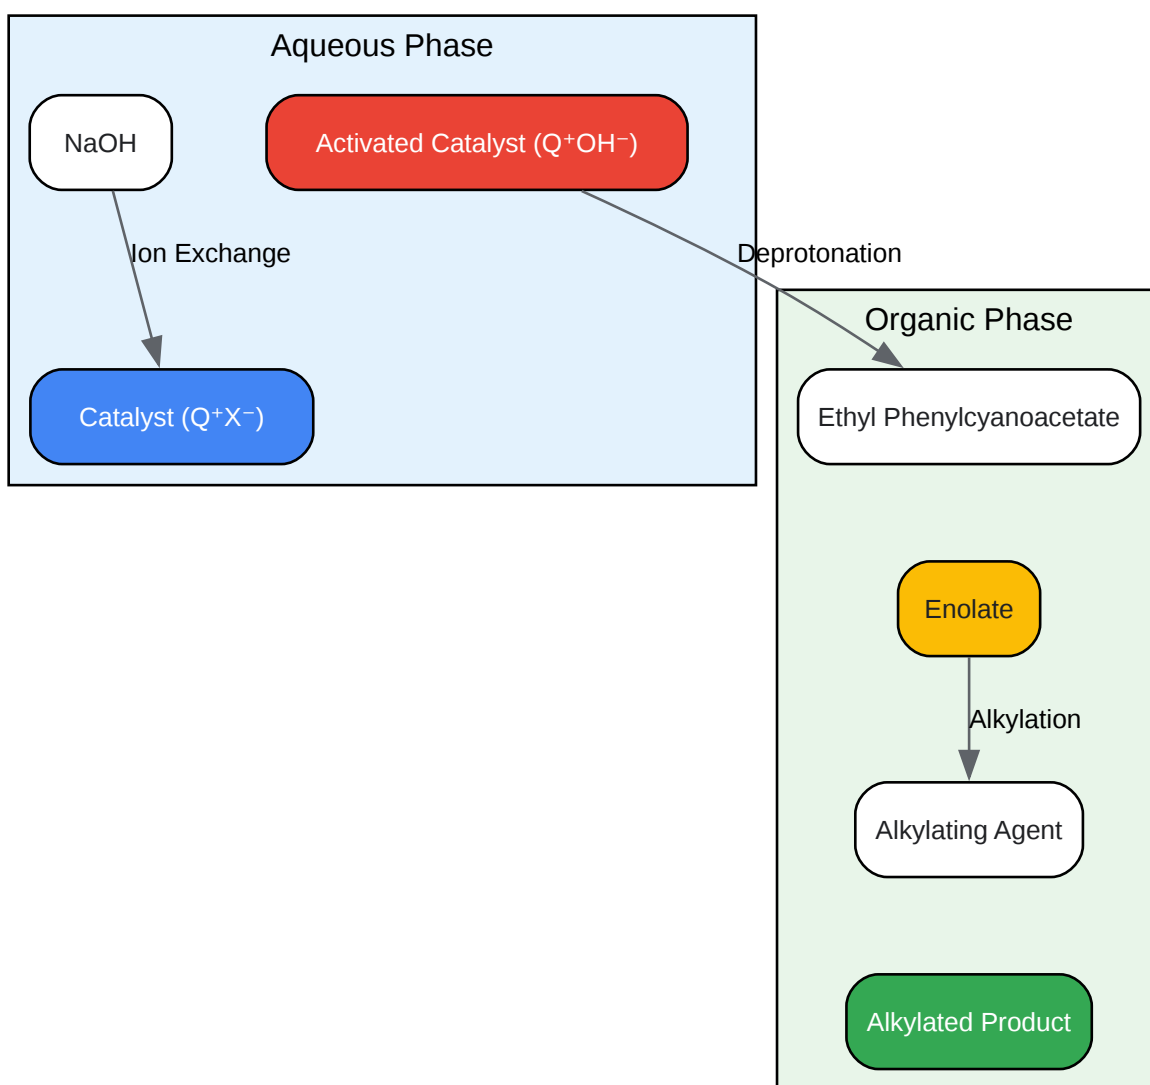 Aqueous Phase
NaOH
Activated Catalyst (Q⁺OH⁻)
Ion Exchange
Deprotonation
Organic Phase
Catalyst (Q⁺X⁻)
Ethyl Phenylcyanoacetate
Enolate
Alkylation
Alkylating Agent
Alkylated Product